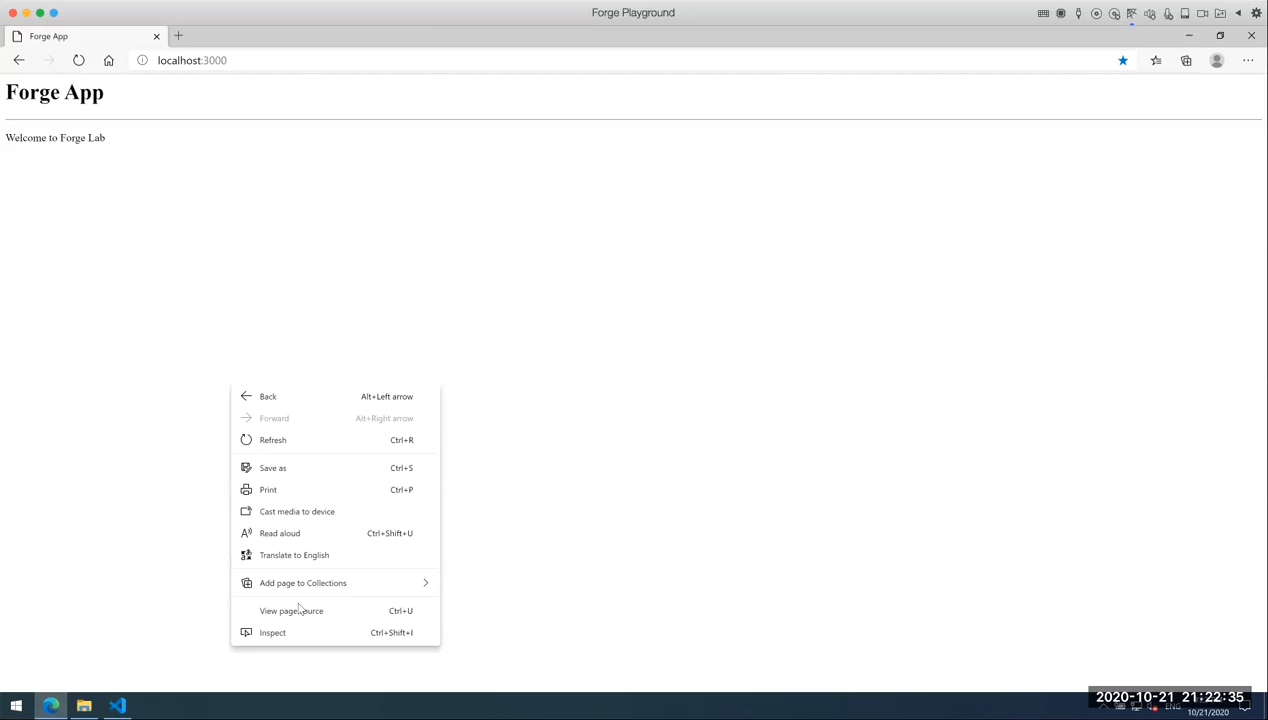 Forge Playground
Forge App
localhost:3000
Forge App
Welcome to Forge Lab
Back Alt+Left arrow
Forward Alt+Right arrow
Refresh Ctrl+R
Save as Ctrl+S
Print Ctrl+P
Cast media to device
Read aloud Ctrl+Shift+U
Translate to English
Add page to Collections
View page source Ctrl+U
Inspect Ctrl+Shift+I
2020-10-21 21:22:35
ENG
10/21/2020